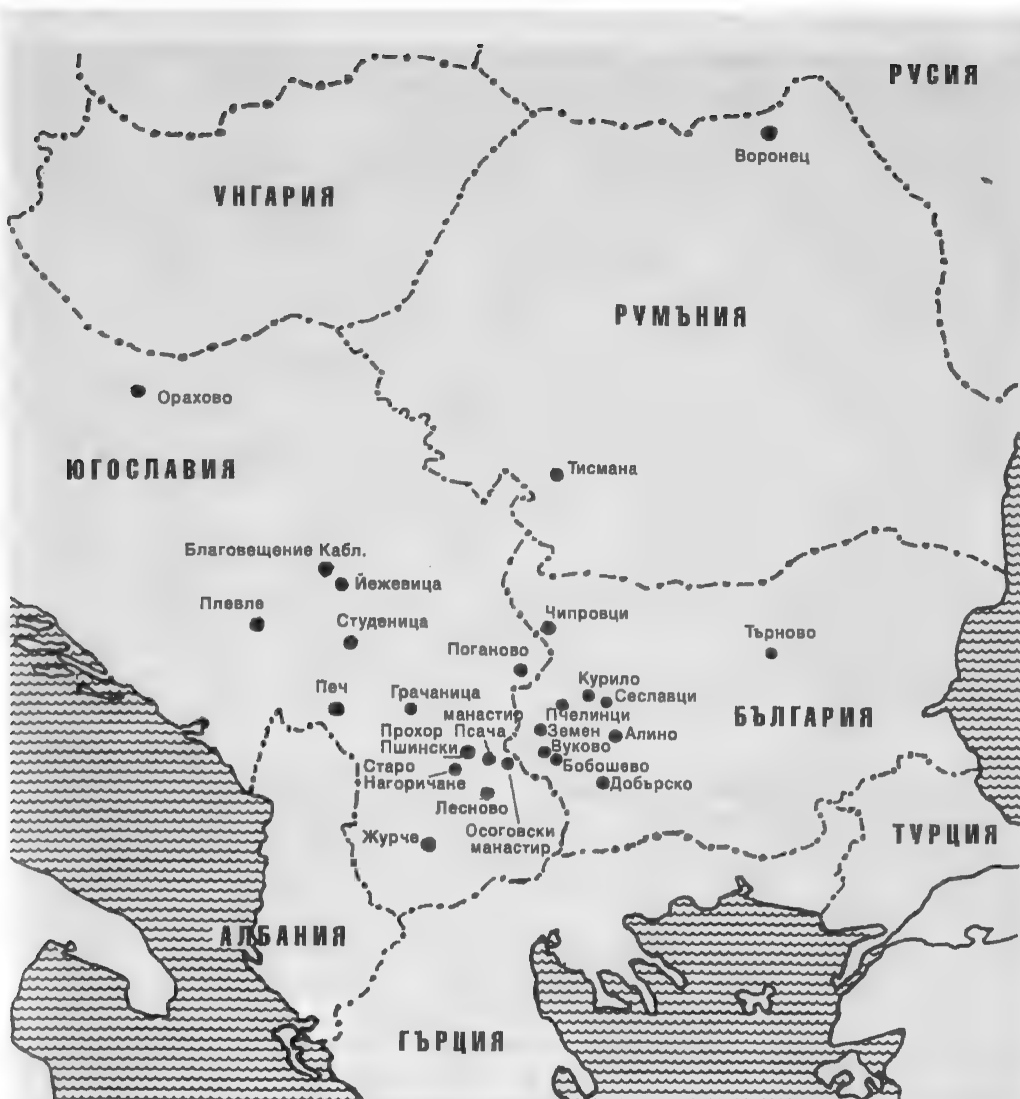 РУСИЯ
Воронец
УНГАРИЯ
РУМЪНИЯ
Орахово
ЮГОСЛАВИЯ
Тисмана
Благовещение Кабл.
Йежевица
Плевле
Студеница
Чипровци
Търново
Поганово
Курило
Сеславци
Печ
Грачаница
Пчелинци
БЪЛГАРИЯ
манастир
Прохор
Пшински
Псача
Земен
Алино
Вуково
Бобошево
Старо
Нагоричане
Добърско
Лесново
Осоговски
манастир
Журче
ТУРЦИЯ
АЛБАНИЯ
ГЪРЦИЯ